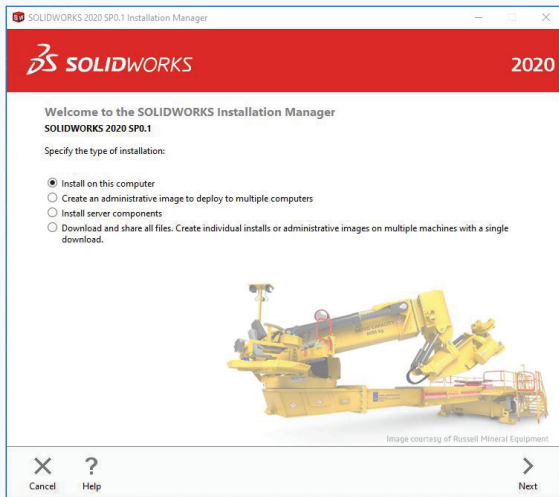 SOLIDWORKS 2020 SP0.1 Installation Manager
SOLIDWORKS
2020
Welcome to the SOLIDWORKS Installation Manager
SOLIDWORKS 2020 SP0.1
Specify the type of installation:
Install on this computer
Create an administrative image to deploy to multiple computers
Install server components
Download and share all files. Create individual installs or administrative images on multiple machines with a single
download.
Image courtesy of Russell Mineral Equipment
Cancel
Help
Next